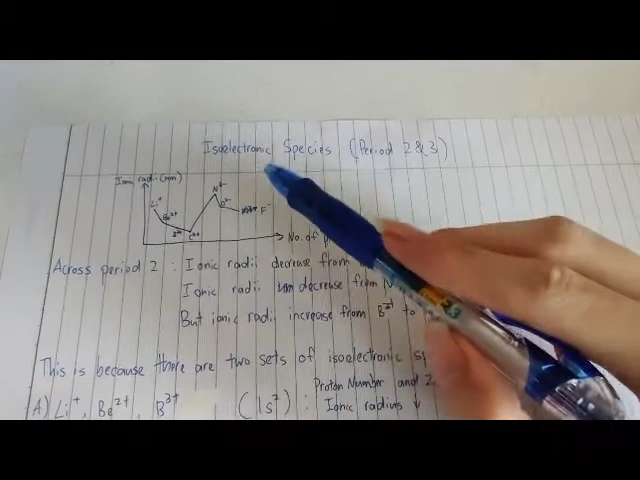 Isoelectronic Species (Period 2 & 3)
Ionic radii (nm)
N³⁻
Li⁺
Be²⁺ O²⁻ F⁻
B³⁺ C⁴⁺
No. of
Across period 2 : Ionic radii decrease from
Ionic radii decrease from N
But ionic radii increase from B³⁺ to
This is because there are two sets of isoelectronic
Proton Number and Z
A) Li⁺, Be²⁺, B³⁺ (1s²) : Ionic radius ↓